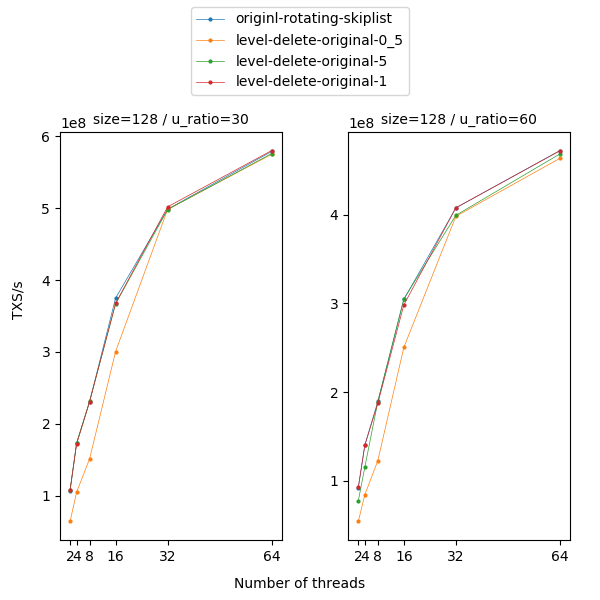 originl-rotating-skiplist
level-delete-original-0_5
level-delete-original-5
level-delete-original-1
1e8
size=128 / u_ratio=30
6
5
4
3
2
1
TXS/s
2 4 8 16 32 64
1e8
size=128 / u_ratio=60
4
3
2
1
2 4 8 16 32 64
Number of threads